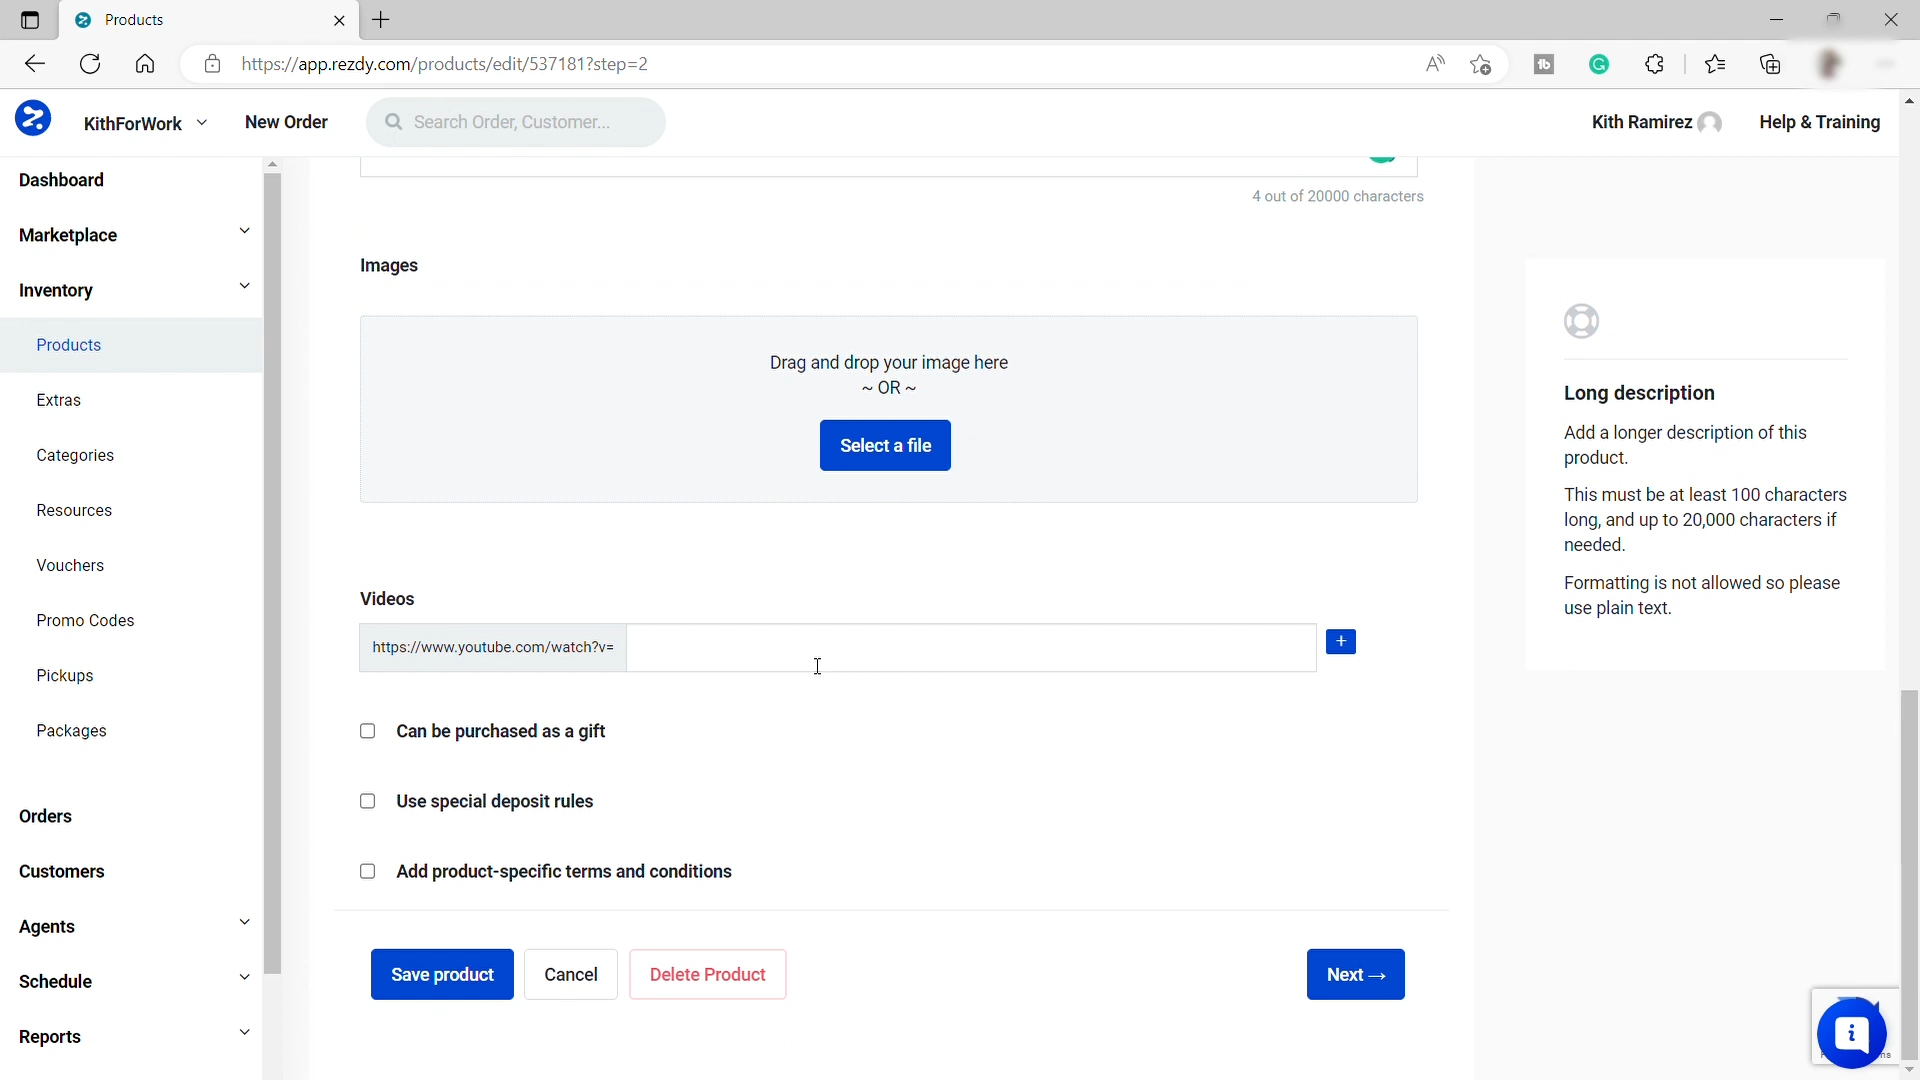 Products
https://app.rezdy.com/products/edit/537181?step=2
KithForWork
New Order
Search Order, Customer...
Kith Ramirez
Help & Training
Dashboard
Marketplace
Inventory
Products
Extras
Categories
Resources
Vouchers
Promo Codes
Pickups
Packages
Orders
Customers
Agents
Schedule
Reports
4 out of 20000 characters
Images
Drag and drop your image here
~ OR ~
Select a file
Videos
https://www.youtube.com/watch?v=
+
Can be purchased as a gift
Use special deposit rules
Add product-specific terms and conditions
Save product
Cancel
Delete Product
Next →
Long description
Add a longer description of this
product.
This must be at least 100 characters
long, and up to 20,000 characters if
needed.
Formatting is not allowed so please
use plain text.